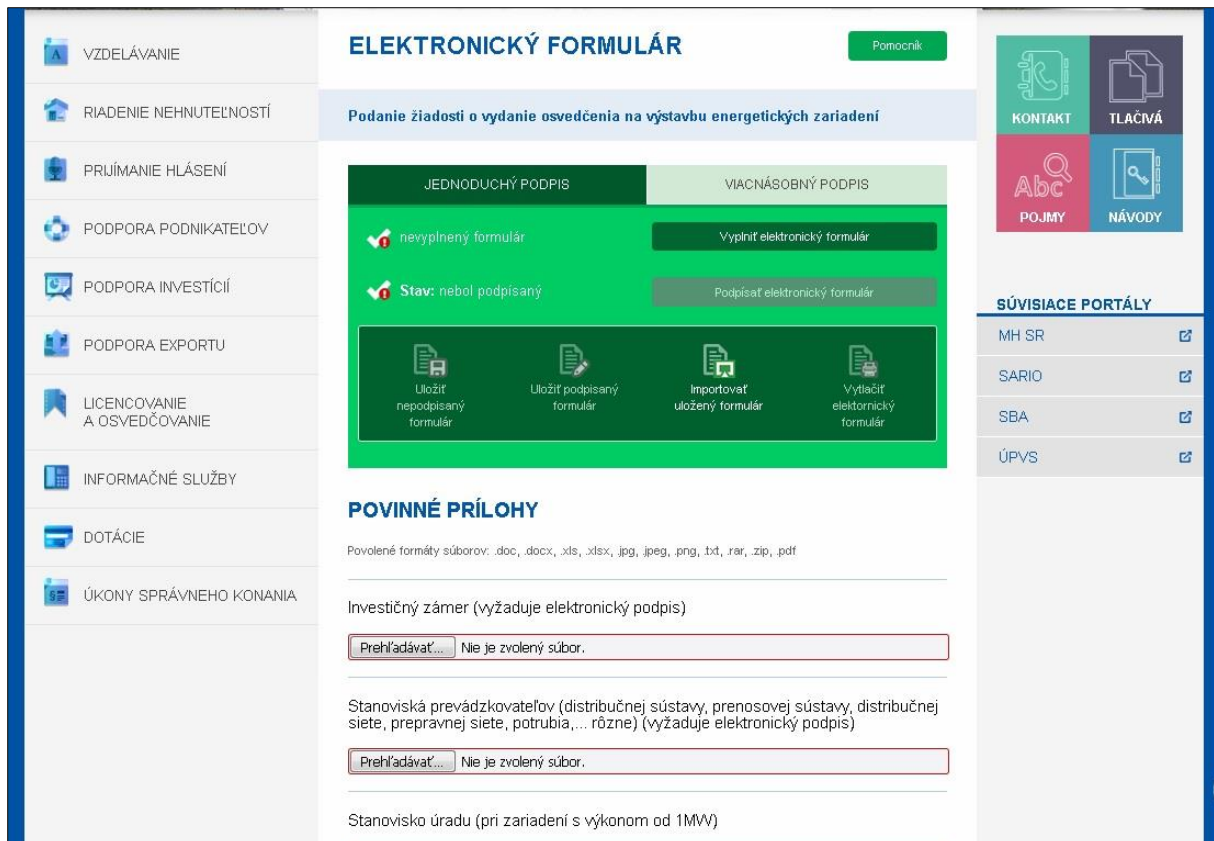 VZDELÁVANIE
RIADENIE NEHNUTEĽNOSTÍ
PRIJÍMANIE HLÁSENÍ
PODPORA PODNIKATEĽOV
PODPORA INVESTÍCIÍ
PODPORA EXPORTU
LICENCOVANIE
A OSVEDČOVANIE
INFORMAČNÉ SLUŽBY
DOTÁCIE
ÚKONY SPRÁVNEHO KONANIA
ELEKTRONICKÝ FORMULÁR
Pomocník
Podanie žiadosti o vydanie osvedčenia na výstavbu energetických zariadení
JEDNODUCHÝ PODPIS
VIACNÁSOBNÝ PODPIS
nevyplnený formulár
Vyplniť elektronický formulár
Stav: nebol podpísaný
Podpísať elektronický formulár
Uložiť
nepodpisaný
formulár
Uložiť podpisaný
formulár
Importovať
uložený formulár
Vytlačiť
elektornický
formulár
POVINNÉ PRÍLOHY
Povolené formáty súborov: .doc, .docx, .xls, .xlsx, .jpg, .jpeg, .png, .txt, .rar, .zip, .pdf
Investičný zámer (vyžaduje elektronický podpis)
Prehľadávať... Nie je zvolený súbor.
Stanoviská prevádzkovateľov (distribučnej sústavy, prenosovej sústavy, distribučnej
siete, prepravnej siete, potrubia,... rôzne) (vyžaduje elektronický podpis)
Prehľadávať... Nie je zvolený súbor.
Stanovisko úradu (pri zariadení s výkonom od 1MW)
KONTAKT
TLAČIVÁ
Abc
POJMY
NÁVODY
SÚVISIACE PORTÁLY
MH SR
SARIO
SBA
ÚPVS